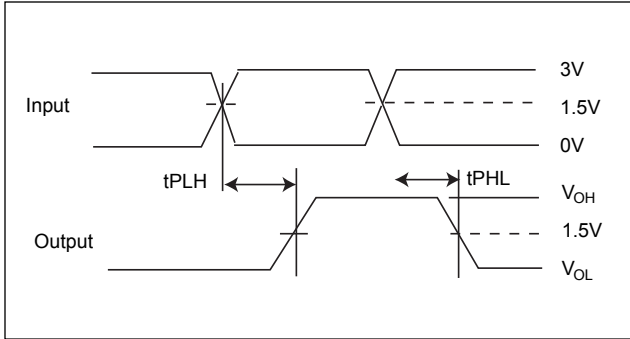 3V
Input
1.5V
0V
tPLH
tPHL
VOH
Output
1.5V
VOL